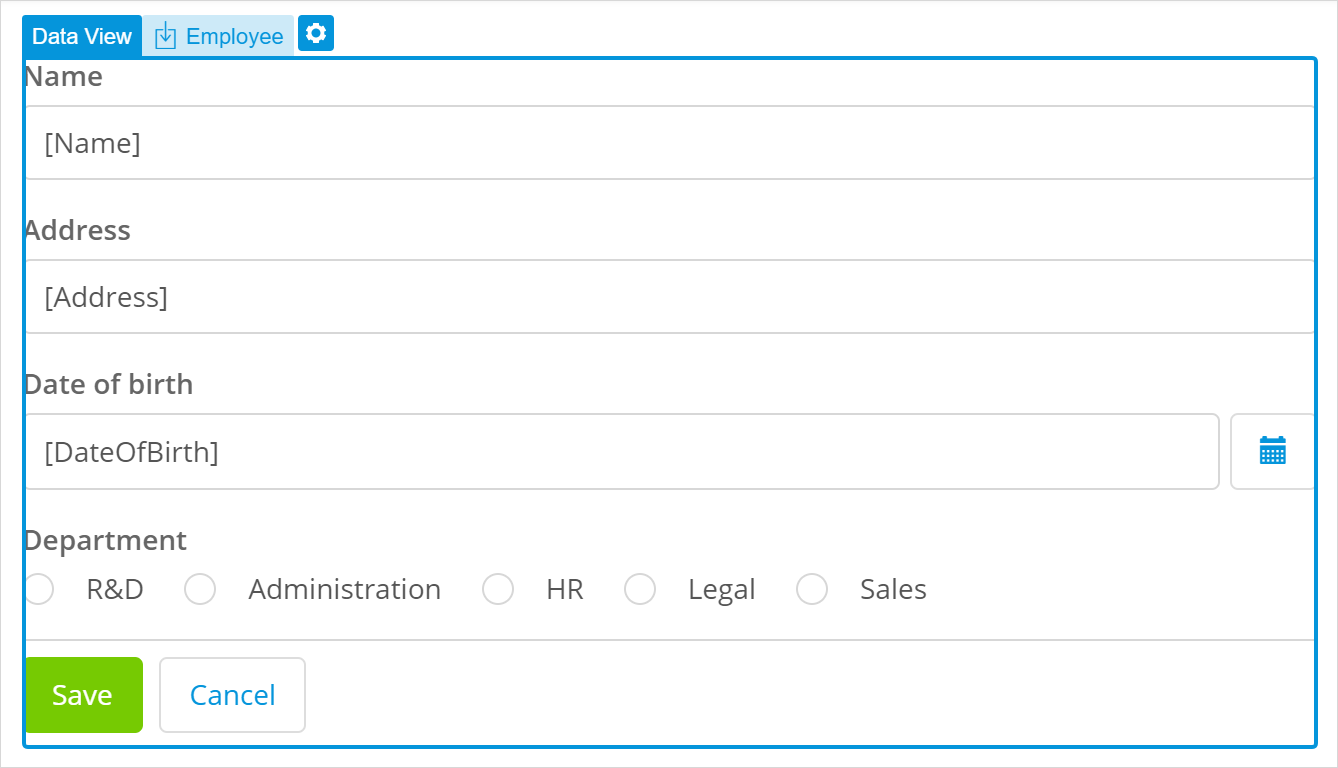 Data View Employee
Name
[Name]
Address
[Address]
Date of birth
[DateOfBirth]
Department
R&D Administration HR Legal Sales
Save Cancel